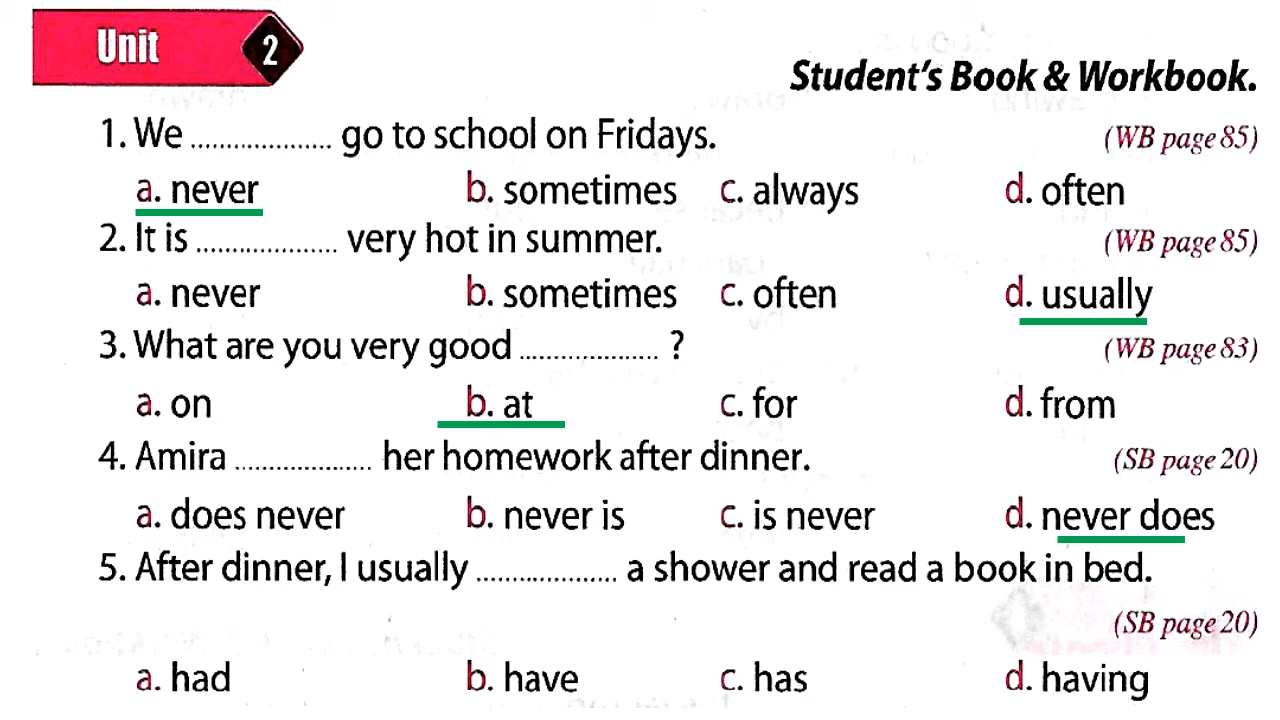 Unit 2
Student's Book & Workbook.
1. We .................... go to school on Fridays. (WB page 85)
a. never b. sometimes c. always d. often
2. It is .................... very hot in summer. (WB page 85)
a. never b. sometimes c. often d. usually
3. What are you very good .................... ? (WB page 83)
a. on b. at c. for d. from
4. Amira .................... her homework after dinner. (SB page 20)
a. does never b. never is c. is never d. never does
5. After dinner, I usually .................... a shower and read a book in bed.
(SB page 20)
a. had b. have c. has d. having